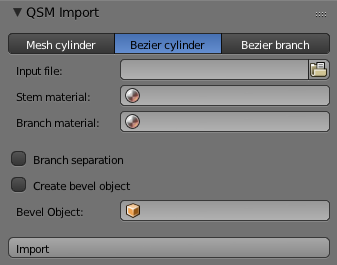 QSM Import
Mesh cylinder Bezier cylinder Bezier branch
Input file:
Stem material:
Branch material:
Branch separation
Create bevel object
Bevel Object:
Import